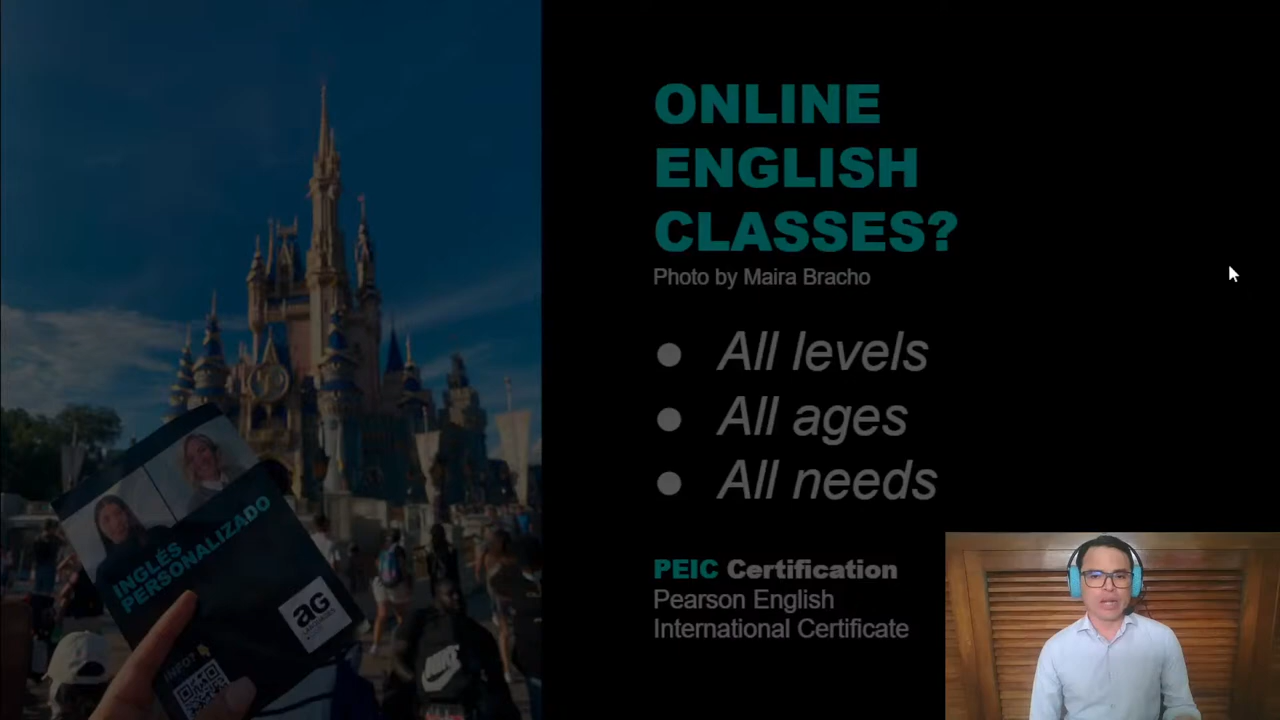 ONLINE
ENGLISH
CLASSES?
Photo by Maira Bracho
● All levels
● All ages
● All needs
PEIC Certification
Pearson English
International Certificate
INGLÉS
PERSONALIZADO
aG
INFO?